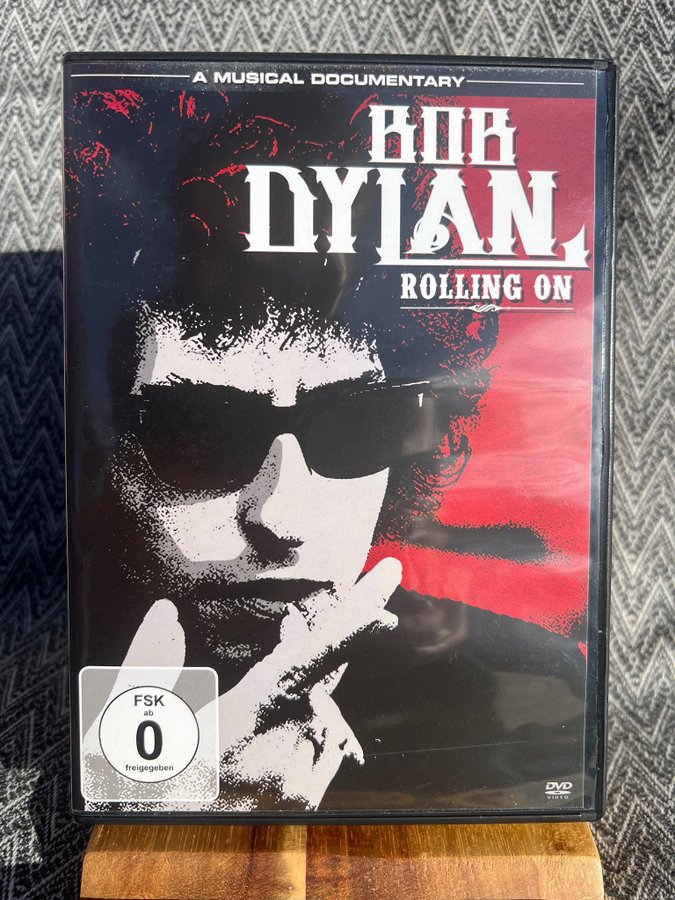 A MUSICAL DOCUMENTARY
BOB
DYLAN
ROLLING ON
FSK
ab
0
freigegeben
DVD
VIDEO